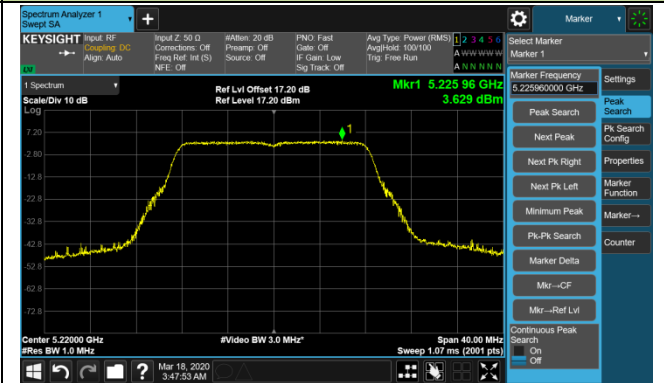 Spectrum Analyzer 1
Swept SA
+
Marker
KEYSIGHT
Input: RF
Coupling: DC
Align: Auto
Input Z: 50 Ω
Corrections: Off
Freq Ref: Int (S)
NFE: Off
#Atten: 20 dB
Preamp: Off
Source: Off
PNO: Fast
Gate: Off
IF Gain: Low
Sig Track: Off
Avg Type: Power (RMS)
Avg|Hold: 100/100
Trig: Free Run
1 2 3 4 5 6
A W W W W W
A N N N N N
LV
Select Marker
Marker 1
1 Spectrum
Scale/Div 10 dB
Log
Ref Lvl Offset 17.20 dB
Ref Level 17.20 dBm
Mkr1 5.225 96 GHz
3.629 dBm
1
7.20
-2.80
-12.8
-22.8
-32.8
-42.8
-52.8
-62.8
-72.8
Center 5.22000 GHz
#Res BW 1.0 MHz
#Video BW 3.0 MHz*
Span 40.00 MHz
Sweep 1.07 ms (2001 pts)
Marker Frequency
5.225960000 GHz
Peak Search
Next Peak
Next Pk Right
Next Pk Left
Minimum Peak
Pk-Pk Search
Marker Delta
Mkr→CF
Mkr→Ref Lvl
Continuous Peak
Search
On
Off
Settings
Peak
Search
Pk Search
Config
Properties
Marker
Function
Marker→
Counter
?
Mar 18, 2020
3:47:53 AM